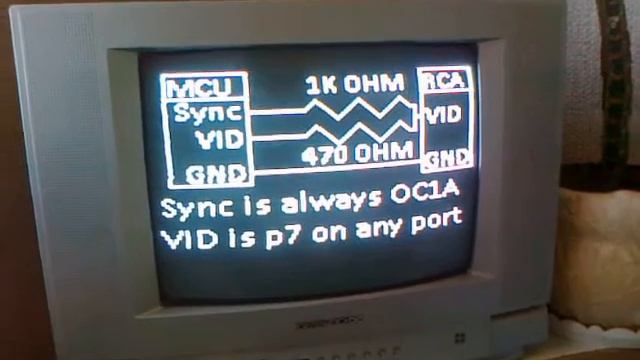 MCU 1K OHM RCA
Sync VID
VID
470 OHM
GND GND
Sync is always OC1A
VID is p7 on any port